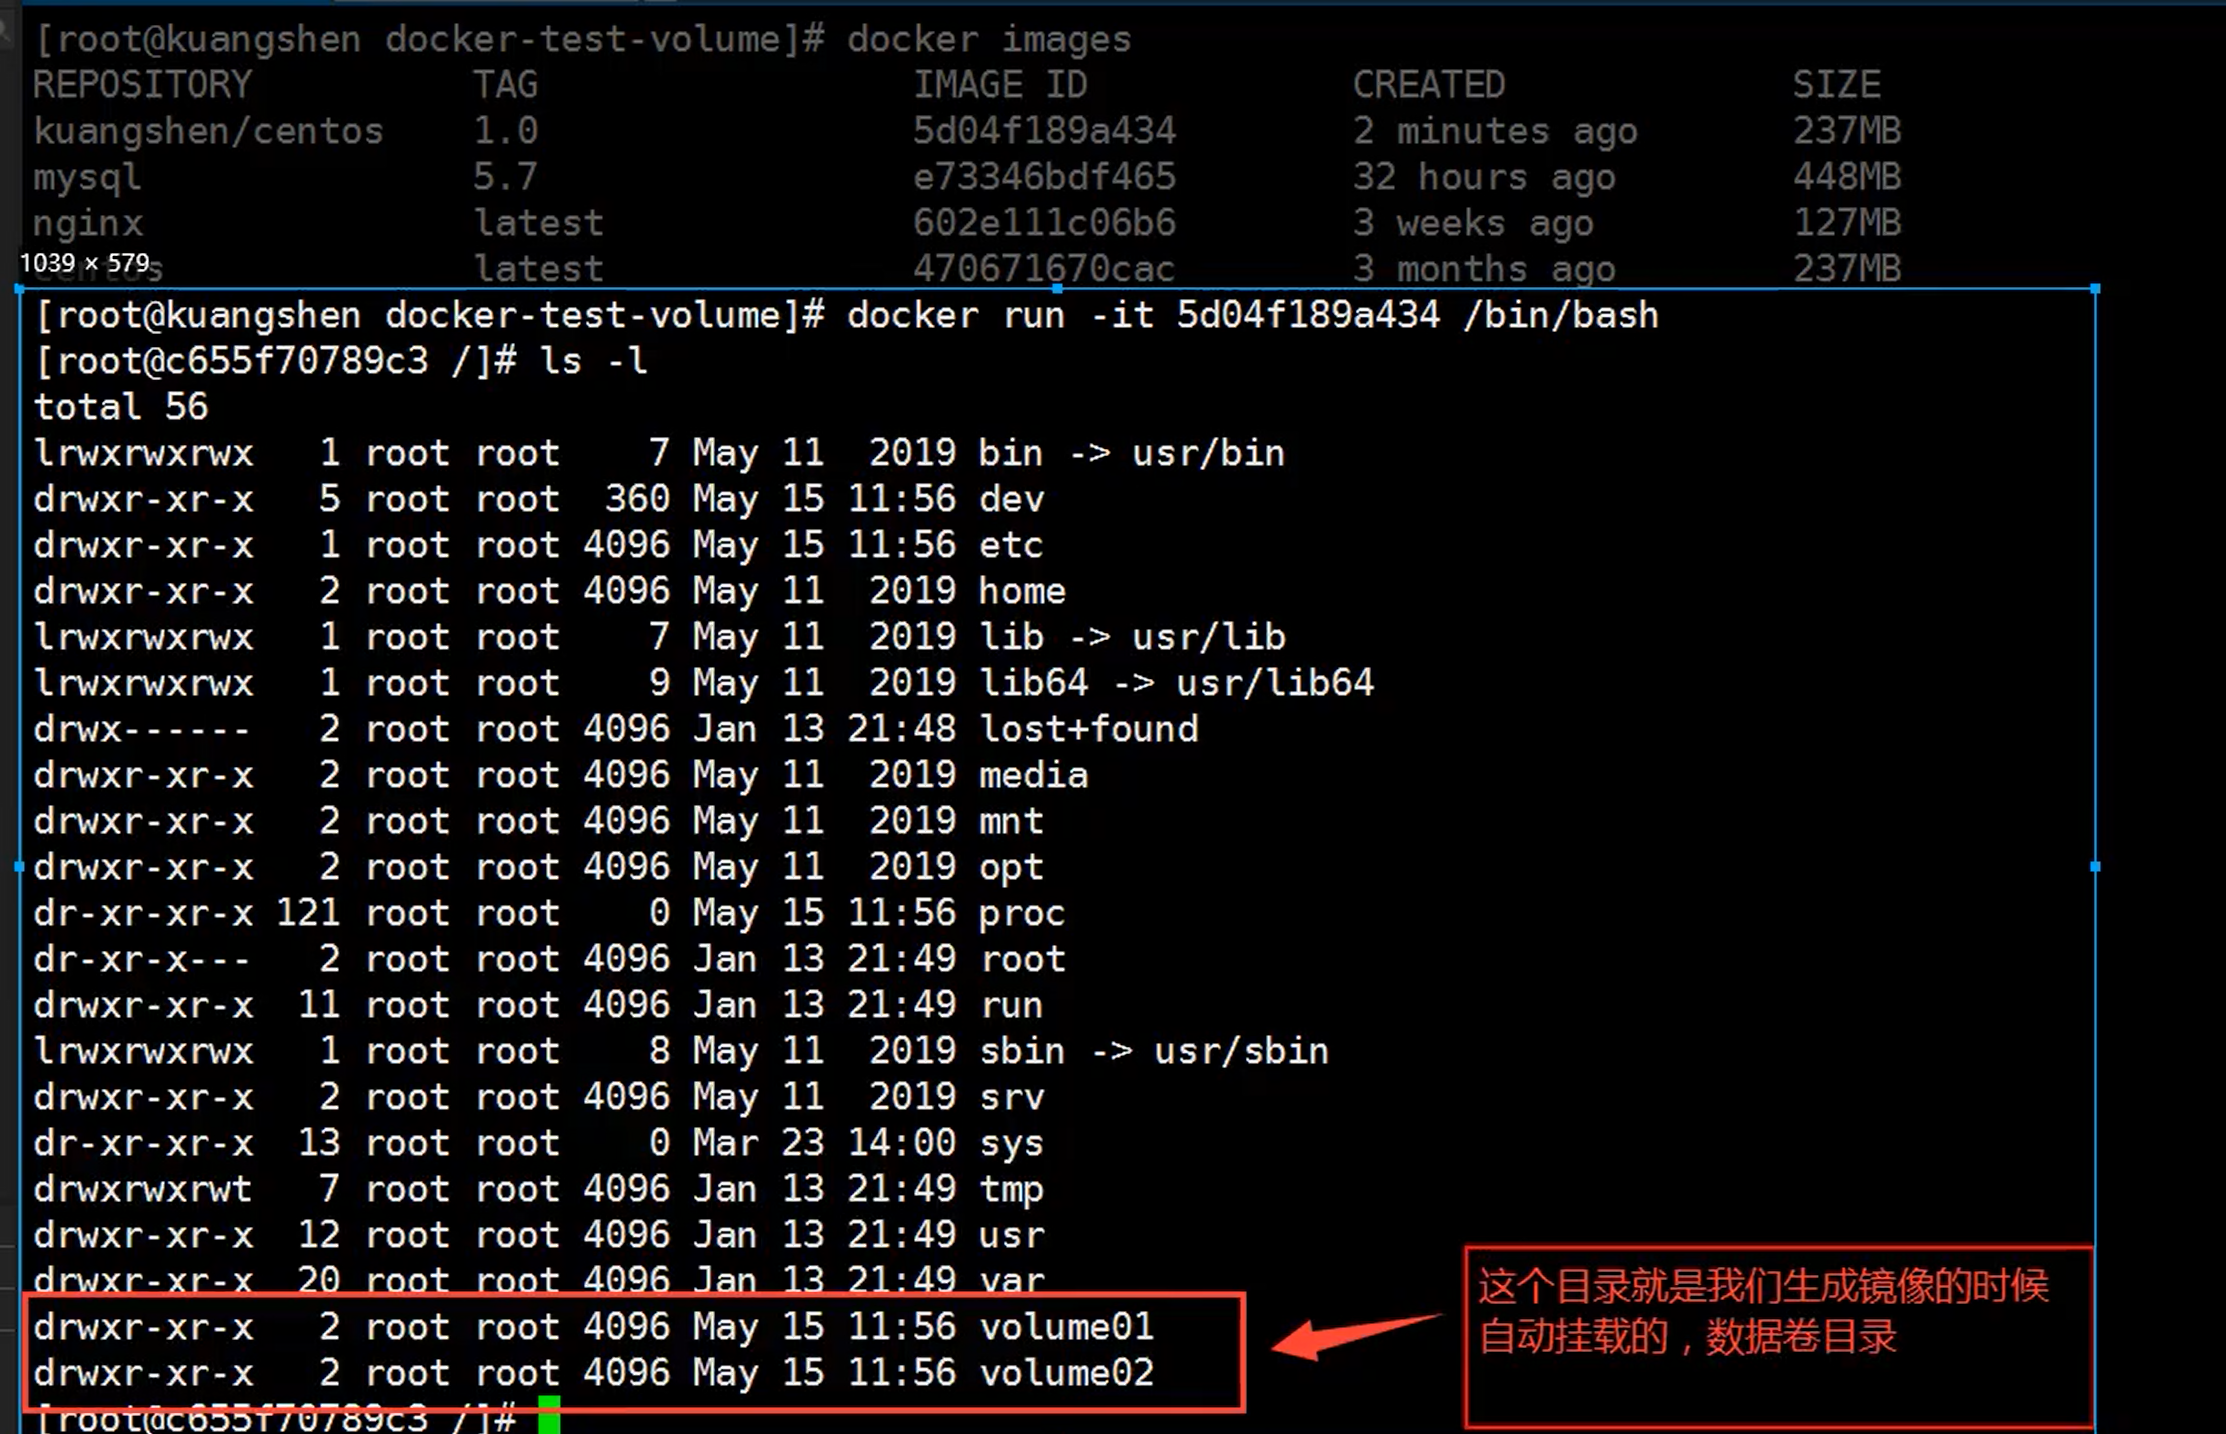 [root@kuangshen docker-test-volume]# docker images
REPOSITORY TAG IMAGE ID CREATED SIZE
kuangshen/centos 1.0 5d04f189a434 2 minutes ago 237MB
mysql 5.7 e73346bdf465 32 hours ago 448MB
nginx latest 602e111c06b6 3 weeks ago 127MB
1039 × 579
centos latest 470671670cac 3 months ago 237MB
[root@kuangshen docker-test-volume]# docker run -it 5d04f189a434 /bin/bash
[root@c655f70789c3 /]# ls -l
total 56
lrwxrwxrwx 1 root root 7 May 11 2019 bin -> usr/bin
drwxr-xr-x 5 root root 360 May 15 11:56 dev
drwxr-xr-x 1 root root 4096 May 15 11:56 etc
drwxr-xr-x 2 root root 4096 May 11 2019 home
lrwxrwxrwx 1 root root 7 May 11 2019 lib -> usr/lib
lrwxrwxrwx 1 root root 9 May 11 2019 lib64 -> usr/lib64
drwx------ 2 root root 4096 Jan 13 21:48 lost+found
drwxr-xr-x 2 root root 4096 May 11 2019 media
drwxr-xr-x 2 root root 4096 May 11 2019 mnt
drwxr-xr-x 2 root root 4096 May 11 2019 opt
dr-xr-xr-x 121 root root 0 May 15 11:56 proc
dr-xr-x--- 2 root root 4096 Jan 13 21:49 root
drwxr-xr-x 11 root root 4096 Jan 13 21:49 run
lrwxrwxrwx 1 root root 8 May 11 2019 sbin -> usr/sbin
drwxr-xr-x 2 root root 4096 May 11 2019 srv
dr-xr-xr-x 13 root root 0 Mar 23 14:00 sys
drwxrwxrwt 7 root root 4096 Jan 13 21:49 tmp
drwxr-xr-x 12 root root 4096 Jan 13 21:49 usr
drwxr-xr-x 20 root root 4096 Jan 13 21:49 var
drwxr-xr-x 2 root root 4096 May 15 11:56 volume01
drwxr-xr-x 2 root root 4096 May 15 11:56 volume02
[root@c655f70789c3 /]#
这个目录就是我们生成镜像的时候
自动挂载的，数据卷目录